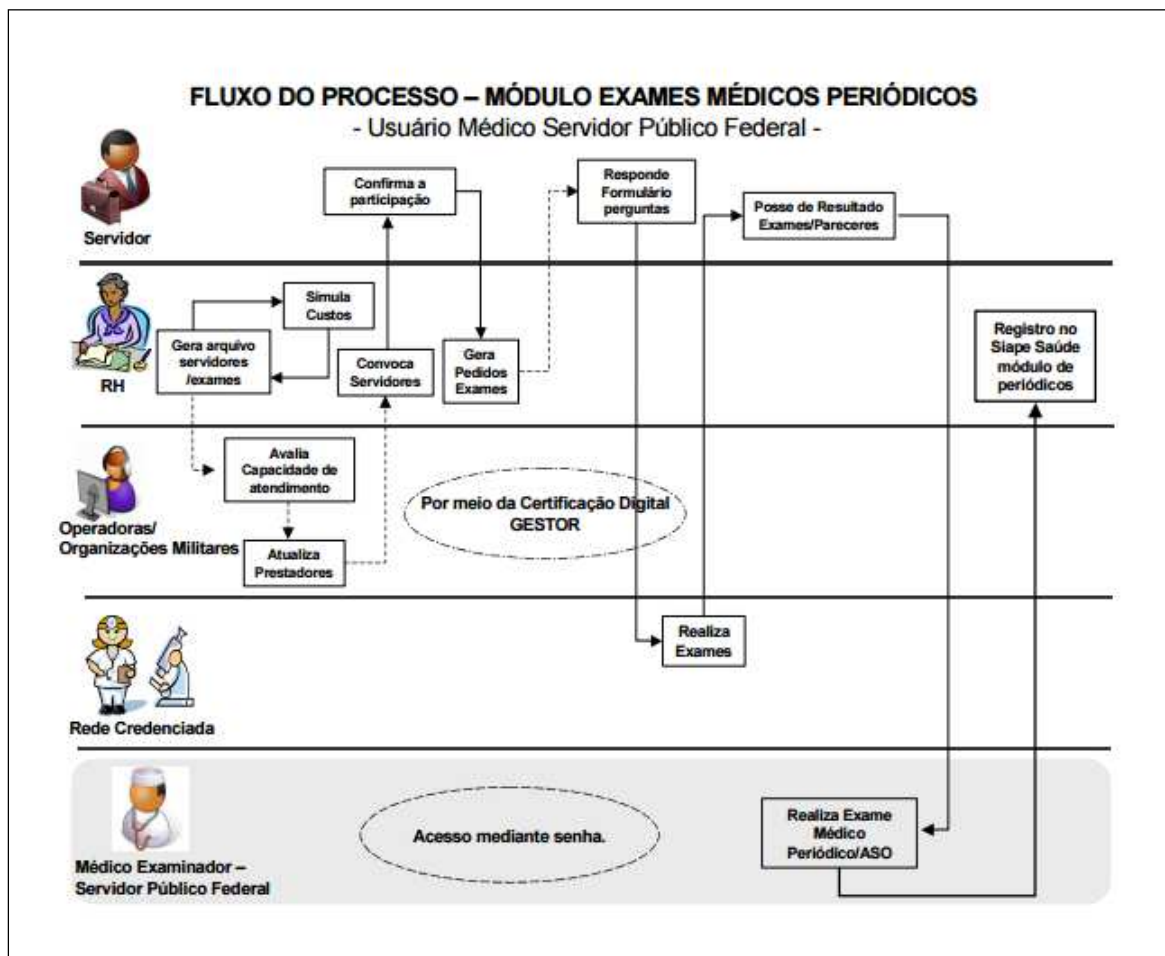 FLUXO DO PROCESSO – MÓDULO EXAMES MÉDICOS PERIÓDICOS
- Usuário Médico Servidor Público Federal -
Servidor
Confirma a
participação
Responde
Formulário
perguntas
Posse de Resultado
Exames/Pareceres
RH
Gera arquivo
servidores
/exames
Simula
Custos
Convoca
Servidores
Gera
Pedidos
Exames
Registro no
Siape Saúde
módulo de
periódicos
Operadoras/
Organizações Militares
Avalia
Capacidade de
atendimento
Atualiza
Prestadores
Por meio da Certificação Digital
GESTOR
Rede Credenciada
Realiza
Exames
Médico Examinador –
Servidor Público Federal
Acesso mediante senha.
Realiza Exame
Médico
Periódico/ASO